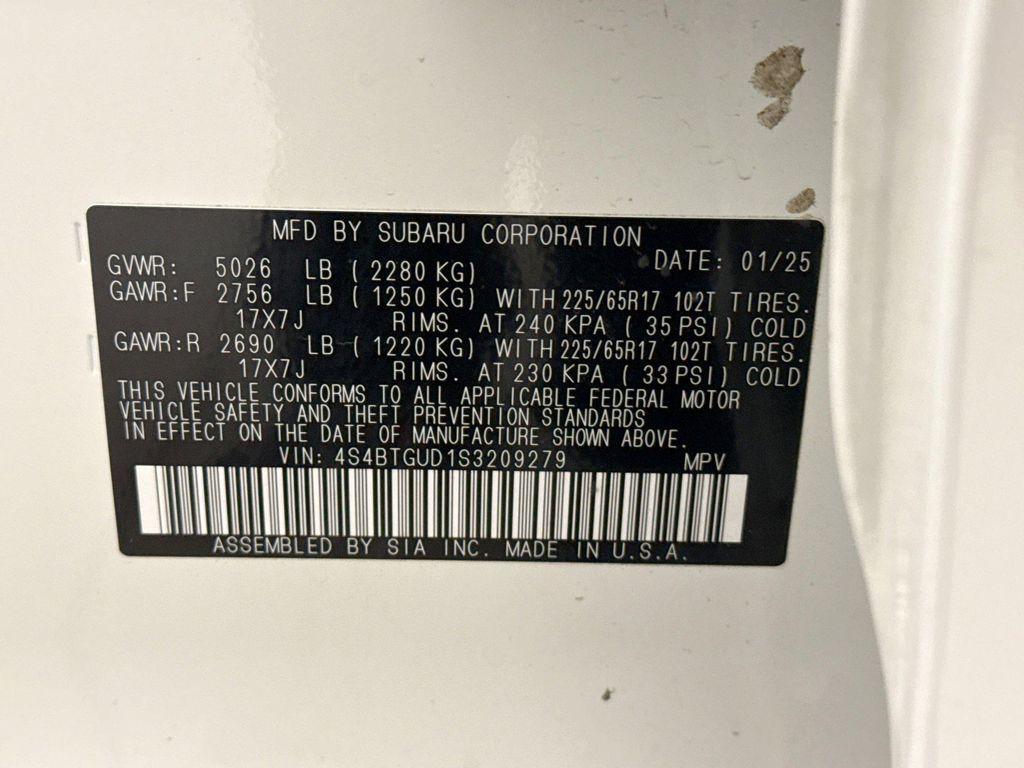 MFD BY SUBARU CORPORATION
GVWR: 5026 LB ( 2280 KG) DATE: 01/25
GAWR:F 2756 LB ( 1250 KG) WITH 225/65R17 102T TIRES.
17X7J RIMS. AT 240 KPA ( 35 PSI) COLD
GAWR:R 2690 LB ( 1220 KG) WITH 225/65R17 102T TIRES.
17X7J RIMS. AT 230 KPA ( 33 PSI) COLD
THIS VEHICLE CONFORMS TO ALL APPLICABLE FEDERAL MOTOR
VEHICLE SAFETY AND THEFT PREVENTION STANDARDS
IN EFFECT ON THE DATE OF MANUFACTURE SHOWN ABOVE.
VIN: 4S4BTGUD1S3209279 MPV
ASSEMBLED BY SIA INC. MADE IN U.S.A.